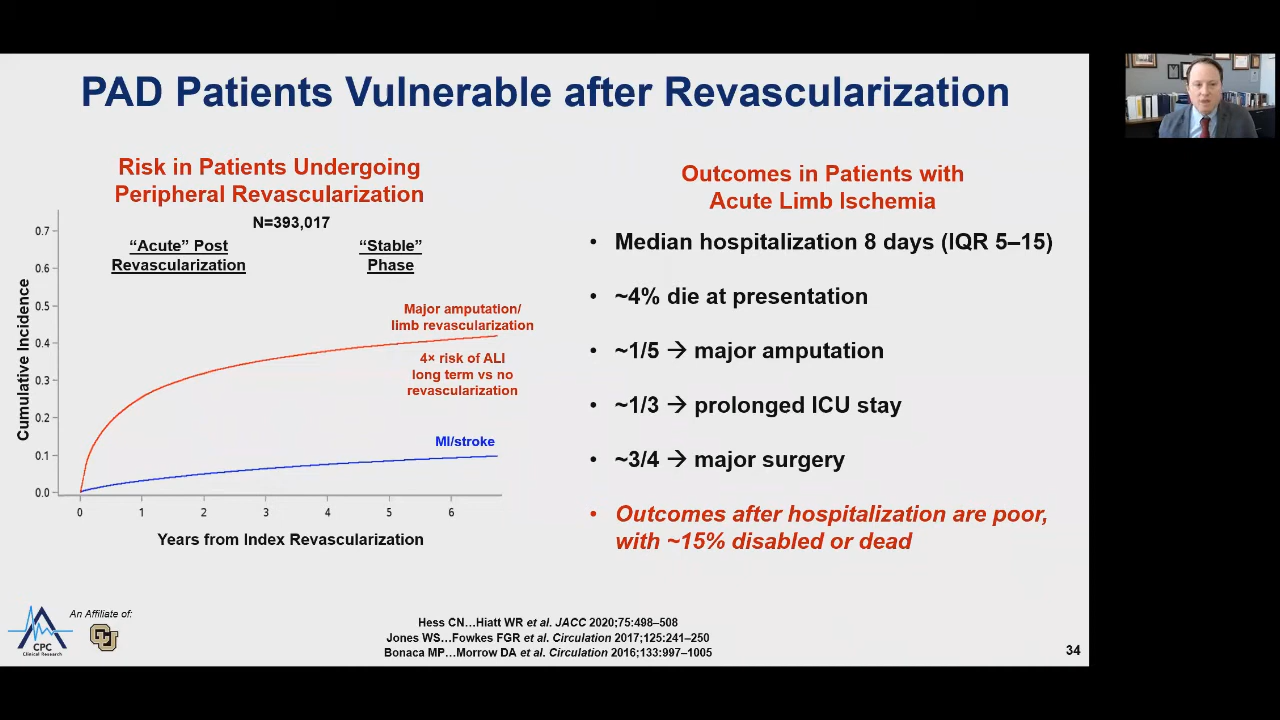 PAD Patients Vulnerable after Revascularization
Risk in Patients Undergoing
Peripheral Revascularization
N=393,017
“Acute” Post
Revascularization
“Stable”
Phase
Cumulative Incidence
0.7
0.6
0.5
0.4
0.3
0.2
0.1
0.0
Major amputation/
limb revascularization
4× risk of ALI
long term vs no
revascularization
MI/stroke
0 1 2 3 4 5 6
Years from Index Revascularization
Outcomes in Patients with
Acute Limb Ischemia
• Median hospitalization 8 days (IQR 5–15)
• ~4% die at presentation
• ~1/5 → major amputation
• ~1/3 → prolonged ICU stay
• ~3/4 → major surgery
• Outcomes after hospitalization are poor,
with ~15% disabled or dead
An Affiliate of:
CPC
Clinical Research
CU
Hess CN…Hiatt WR et al. JACC 2020;75:498–508
Jones WS…Fowkes FGR et al. Circulation 2017;125:241–250
Bonaca MP…Morrow DA et al. Circulation 2016;133:997–1005
34